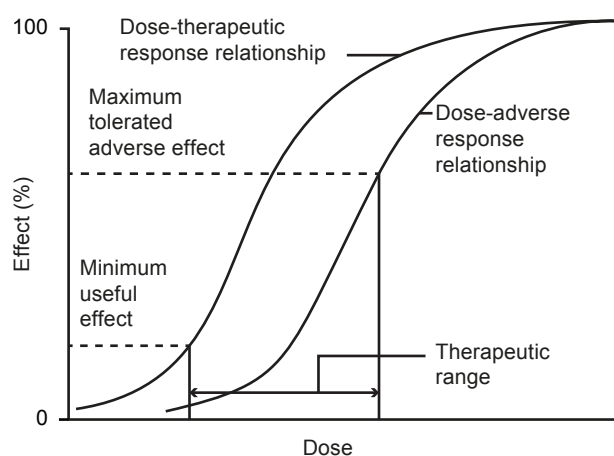 100
Dose-therapeutic
response relationship
Maximum
tolerated
adverse effect
Dose-adverse
response
relationship
Effect (%)
Minimum
useful
effect
Therapeutic
range
0
Dose